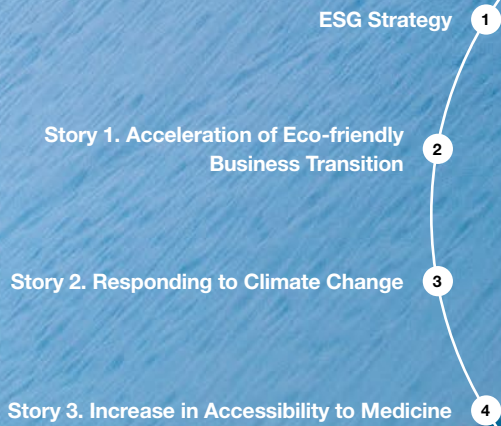 ESG Strategy 1
Story 1. Acceleration of Eco-friendly
Business Transition 2
Story 2. Responding to Climate Change 3
Story 3. Increase in Accessibility to Medicine 4